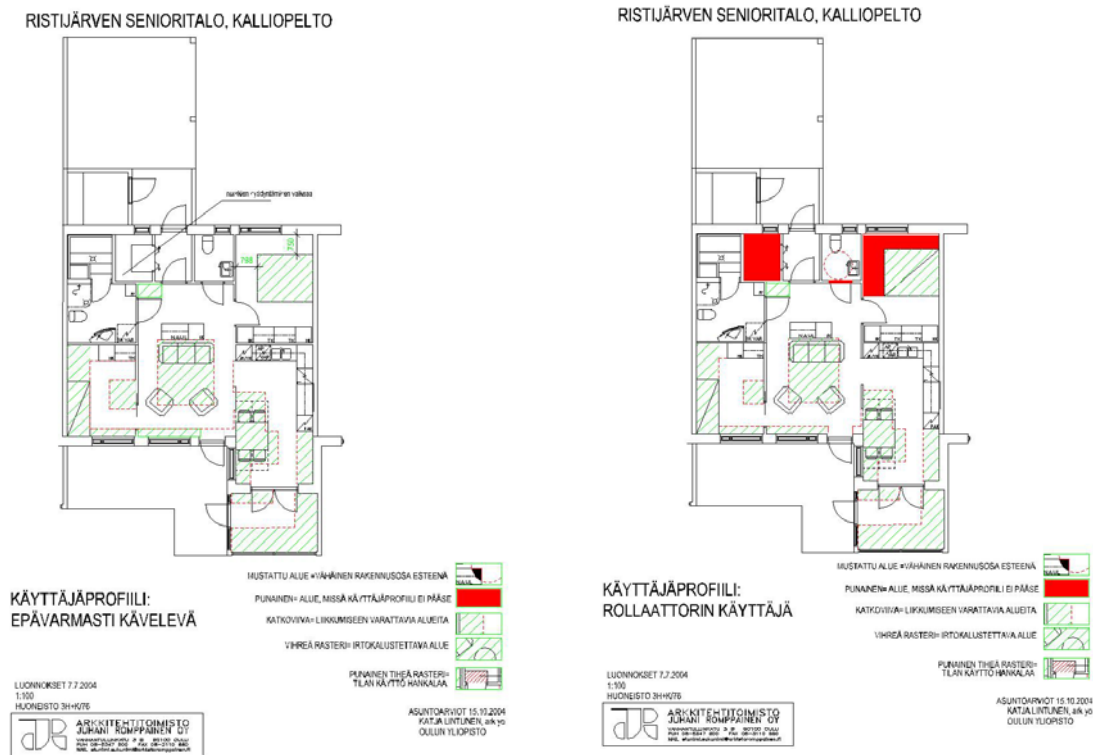 RISTIJÄRVEN SENIORITALO, KALLIOPELTO
788
750
KÄYTTÄJÄPROFIILI:
EPÄVARMASTI KÄVELEVÄ
MUSTATTU ALUE =VÄHÄINEN RAKENNUSOSA ESTEENÄ
PUNAINEN= ALUE, MISSÄ KÄYTTÄJÄPROFIILI EI PÄÄSE
KATKOVIIVA= LIIKKUMISEEN VARATTAVIA ALUEITA
VIHREÄ RASTERI= IRTOKALUSTETTAVA ALUE
PUNAINEN TIHEÄ RASTERI=
TILAN KÄYTTÖ HANKALAA
LUONNOKSET 7.7.2004
1:100
HUONEISTO 3H+K/76
ARKKITEHTITOIMISTO
JUHANI ROMPPAINEN OY
ASUNTOARVIOT 15.10.2004
KATJA LINTUNEN, ark yo
OULUN YLIOPISTO
RISTIJÄRVEN SENIORITALO, KALLIOPELTO
KÄYTTÄJÄPROFIILI:
ROLLAATTORIN KÄYTTÄJÄ
MUSTATTU ALUE =VÄHÄINEN RAKENNUSOSA ESTEENÄ
PUNAINEN= ALUE, MISSÄ KÄYTTÄJÄPROFIILI EI PÄÄSE
KATKOVIIVA= LIIKKUMISEEN VARATTAVIA ALUEITA
VIHREÄ RASTERI= IRTOKALUSTETTAVA ALUE
PUNAINEN TIHEÄ RASTERI=
TILAN KÄYTTÖ HANKALAA
LUONNOKSET 7.7.2004
1:100
HUONEISTO 3H+K/76
ARKKITEHTITOIMISTO
JUHANI ROMPPAINEN OY
ASUNTOARVIOT 15.10.2004
KATJA LINTUNEN, ark yo
OULUN YLIOPISTO